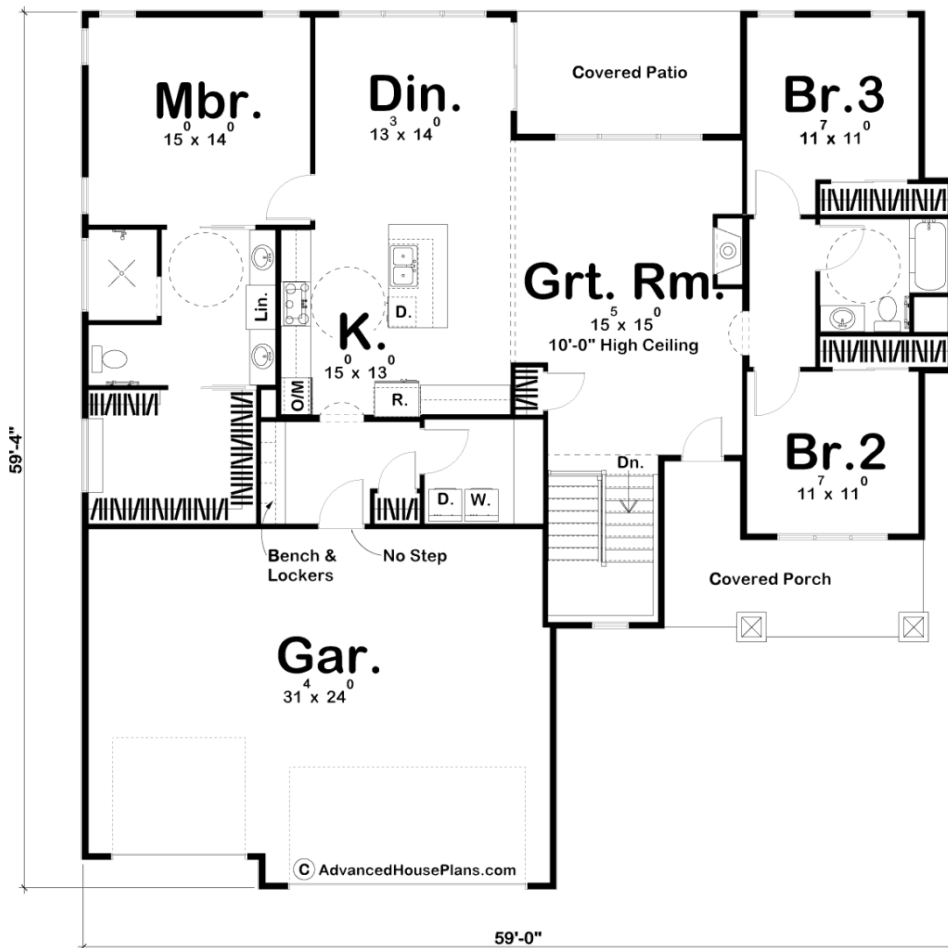 Covered Patio
Mbr.
15⁰ x 14⁰
Din.
13³ x 14⁰
Br.3
11⁷ x 11⁰
Lin.
D.
K.
15⁰ x 13⁰
Grt. Rm.
15⁵ x 15⁰
10'-0" High Ceiling
O/M
R.
59'-4"
Dn.
Br.2
11⁷ x 11⁰
D.
W.
Bench &
Lockers
No Step
Covered Porch
Gar.
31⁴ x 24⁰
C AdvancedHousePlans.com
59'-0"